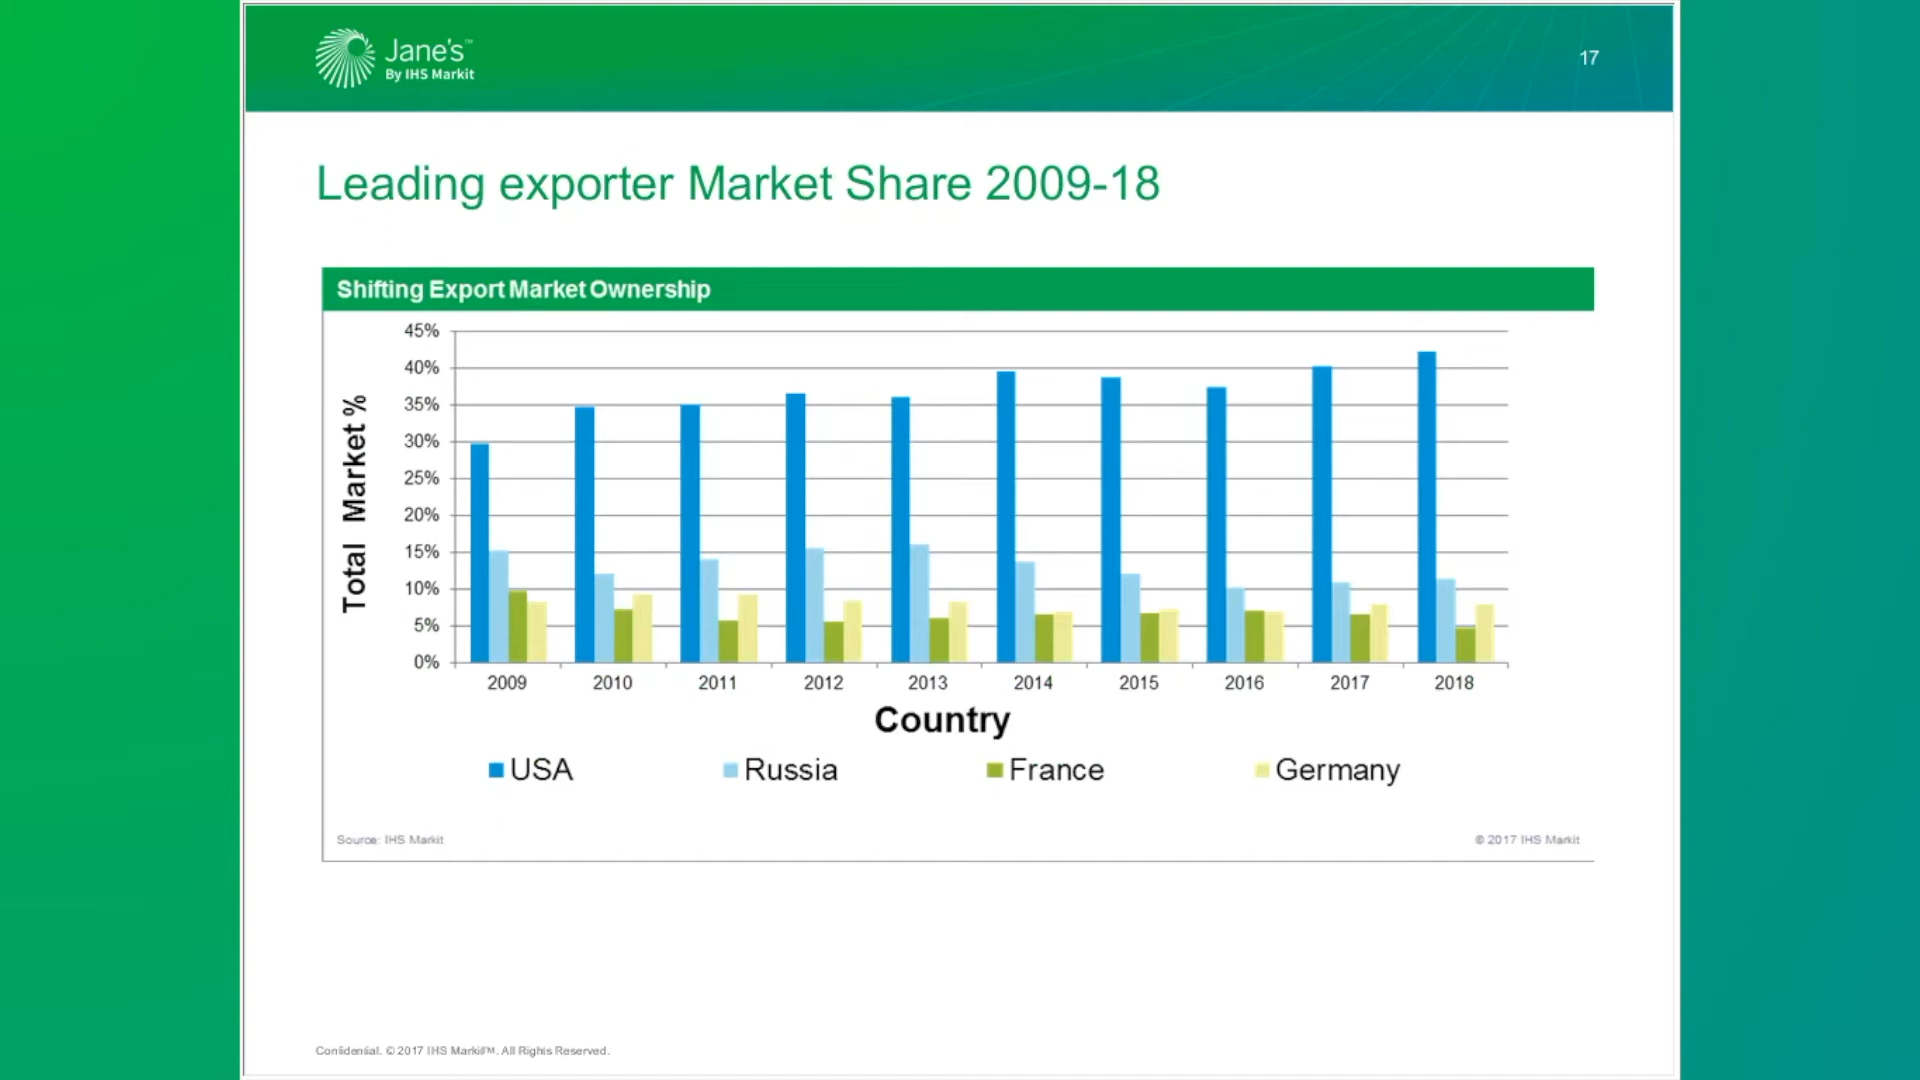 Jane's™
By IHS Markit
17
Leading exporter Market Share 2009-18
Shifting Export Market Ownership
45%
40%
35%
30%
25%
20%
15%
10%
5%
0%
Total Market %
2009 2010 2011 2012 2013 2014 2015 2016 2017 2018
Country
USA Russia France Germany
Source: IHS Markit
© 2017 IHS Markit
Confidential. © 2017 IHS Markit™. All Rights Reserved.